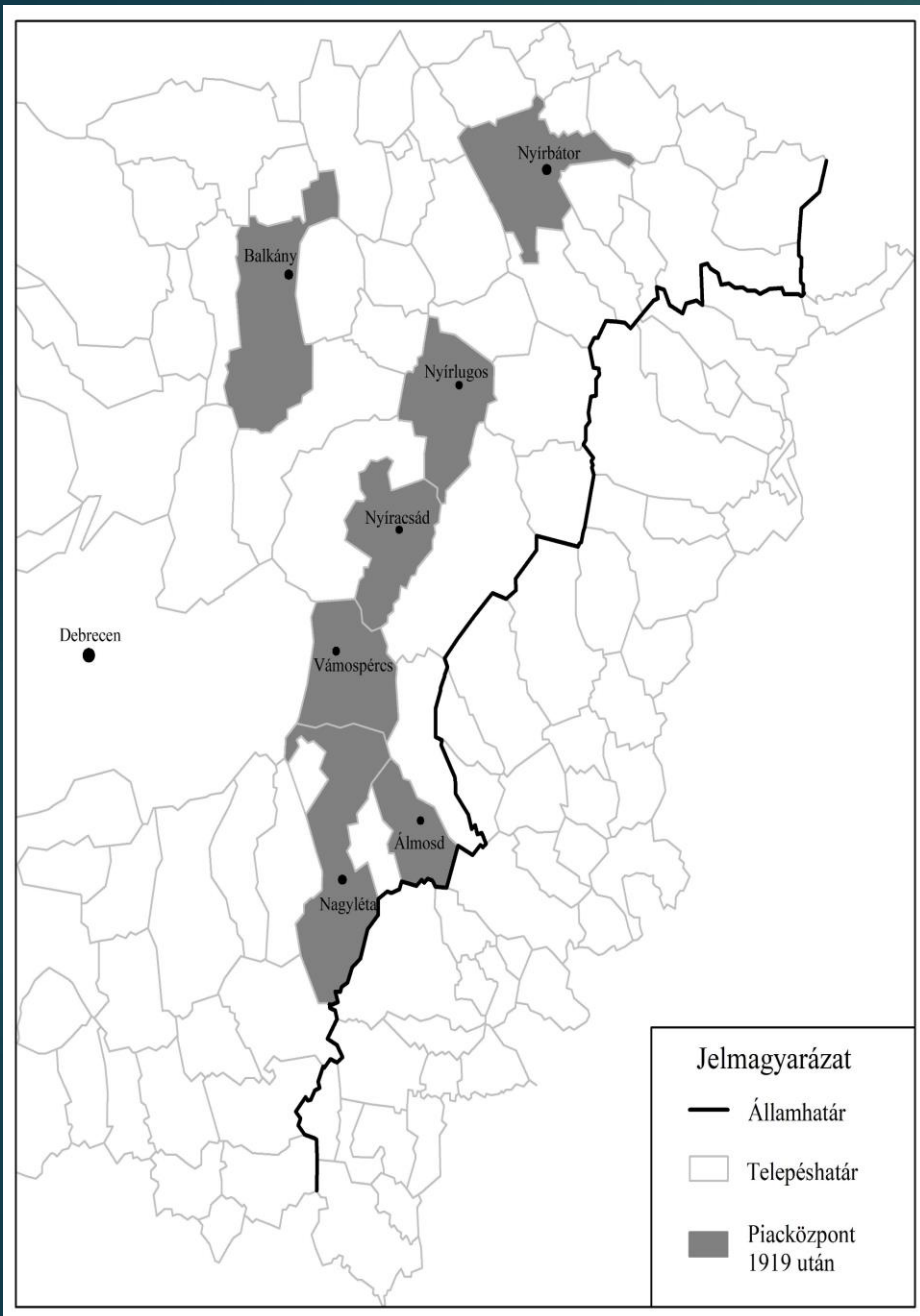 Nyírbátor
Balkány
Nyírlugos
Nyíracsád
Debrecen
Vámospércs
Álmosd
Nagyléta
Jelmagyarázat
Államhatár
Telepéshatár
Piacközpont
1919 után